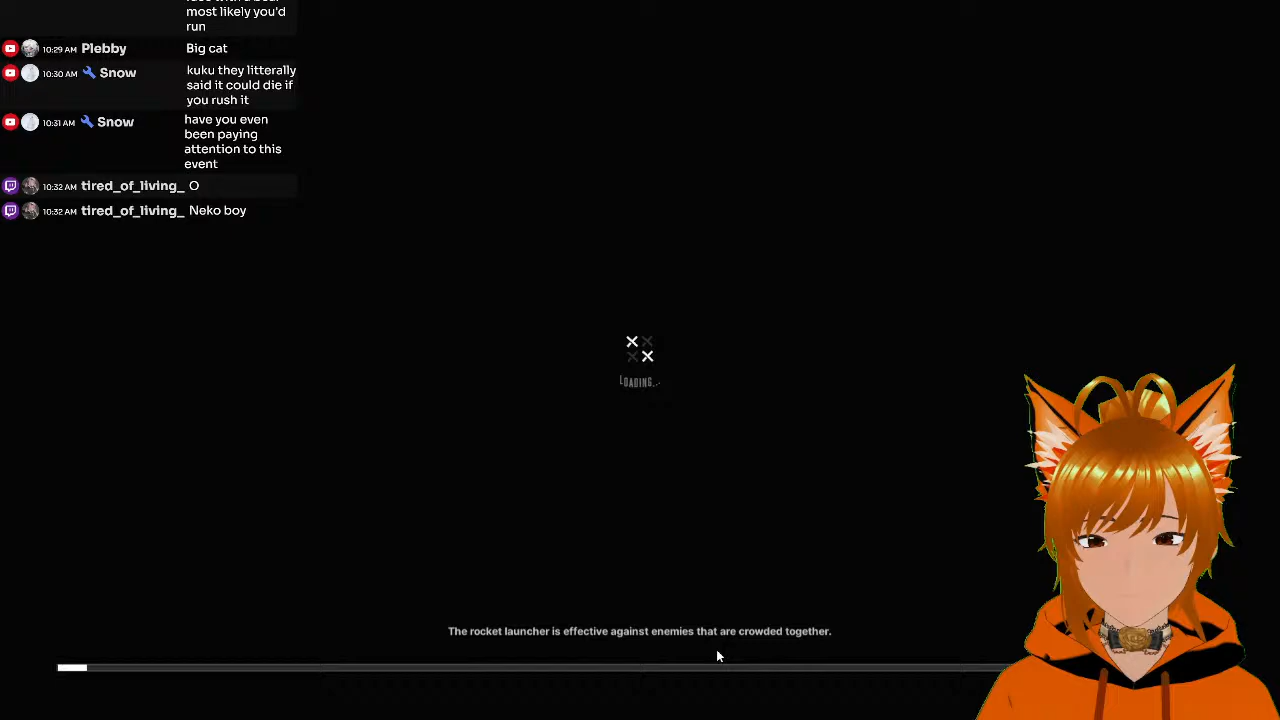 most likely you'd
run
10:29 AM Plebby Big cat
10:30 AM Snow kuku they litterally
said it could die if
you rush it
10:31 AM Snow have you even
been paying
attention to this
event
10:32 AM tired_of_living_ O
10:32 AM tired_of_living_ Neko boy
LOADING...
The rocket launcher is effective against enemies that are crowded together.